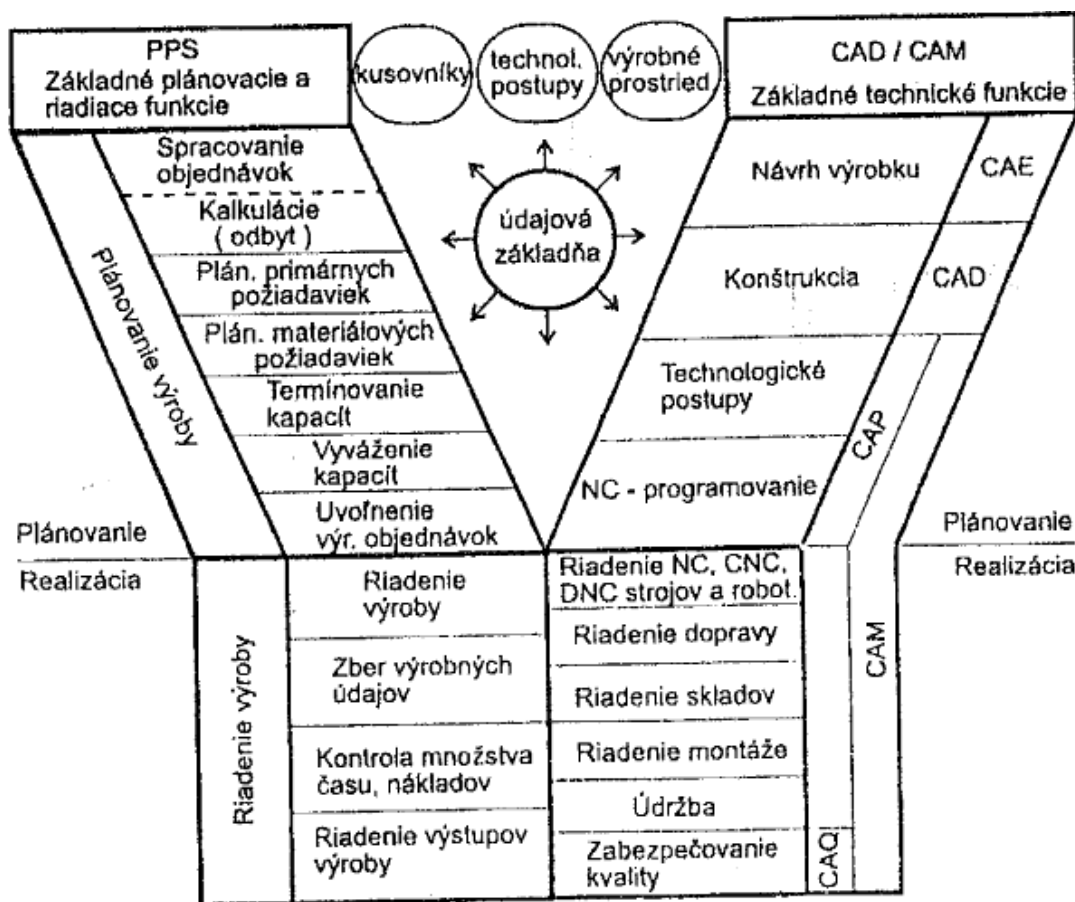 PPS
Základné plánovacie a
riadiace funkcie
kusovníky
technol.
postupy
výrobné
prostried
CAD / CAM
Základné technické funkcie
Spracovanie
objednávok
Kalkulácie
( odbyt )
Plán. primárnych
požiadaviek
Plán. materiálových
požiadaviek
Termínovanie
kapacít
Vyváženie
kapacít
Uvoľnenie
výr. objednávok
Plánovanie výroby
údajová
základňa
Návrh výrobku
CAE
Konštrukcia
CAD
Technologické
postupy
NC - programovanie
CAP
Plánovanie
Realizácia
Plánovanie
Realizácia
Riadenie výroby
Riadenie
výroby
Zber výrobných
údajov
Kontrola množstva
času, nákladov
Riadenie výstupov
výroby
Riadenie NC, CNC,
DNC strojov a robot.
Riadenie dopravy
Riadenie skladov
Riadenie montáže
Údržba
Zabezpečovanie
kvality
CAQ
CAM